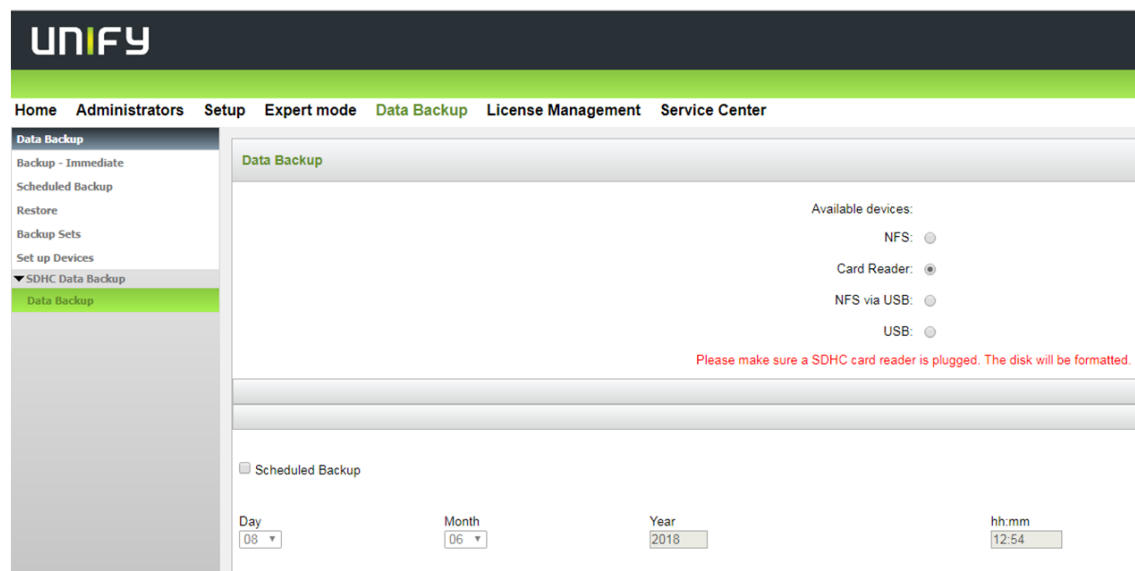 UNIFY
Home Administrators Setup Expert mode Data Backup License Management Service Center
Data Backup
Backup - Immediate
Scheduled Backup
Restore
Backup Sets
Set up Devices
SDHC Data Backup
Data Backup
Data Backup
Available devices:
NFS:
Card Reader:
NFS via USB:
USB:
Please make sure a SDHC card reader is plugged. The disk will be formatted.
Scheduled Backup
Day Month Year hh:mm
08 06 2018 12:54